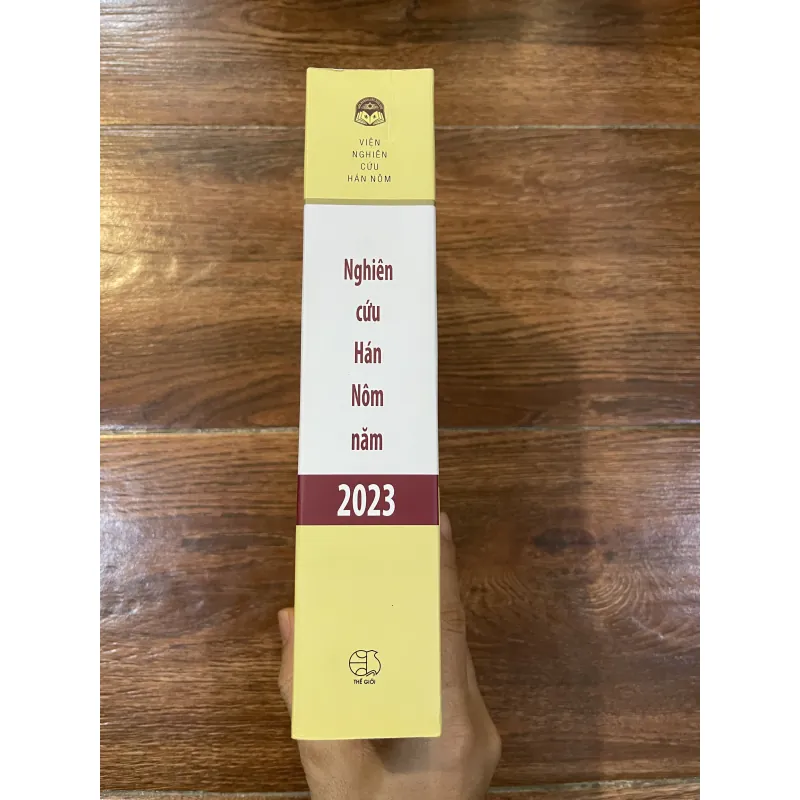 VIỆN
NGHIÊN
CỨU
HÁN NÔM
Nghiên
cứu
Hán
Nôm
năm
2023
THẾ GIỚI